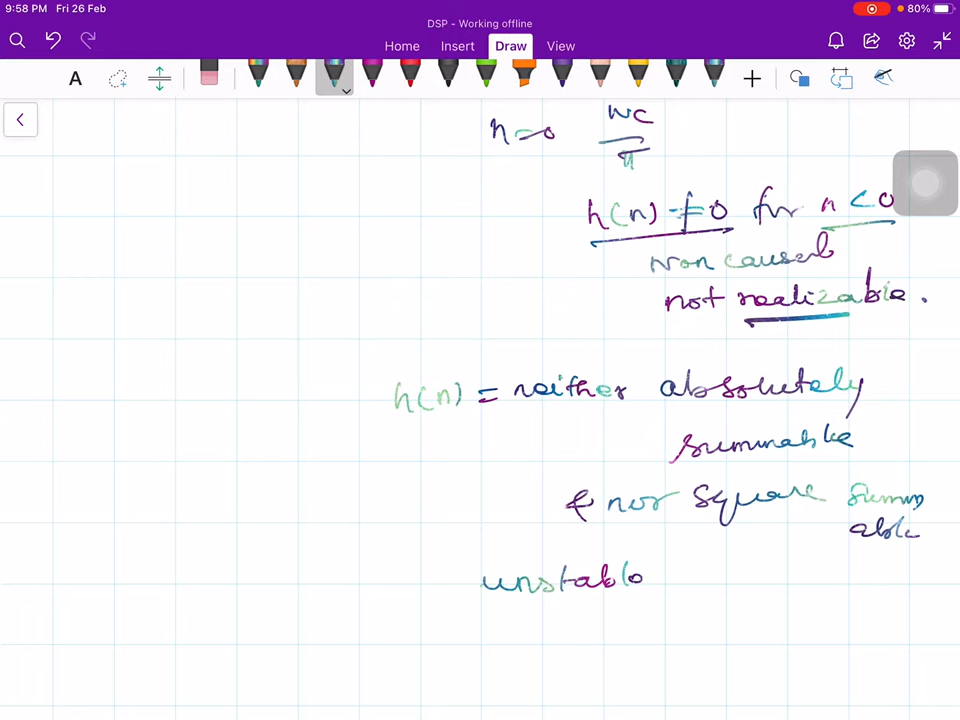 9:58 PM Fri 26 Feb
80%
DSP - Working offline
Home Insert Draw View
A
n=0 wc
π
h(n) ≠ 0 for n < 0
Non causal
not realizable.
h(n) = neither absolutely
summable
& nor square summ
able
unstable